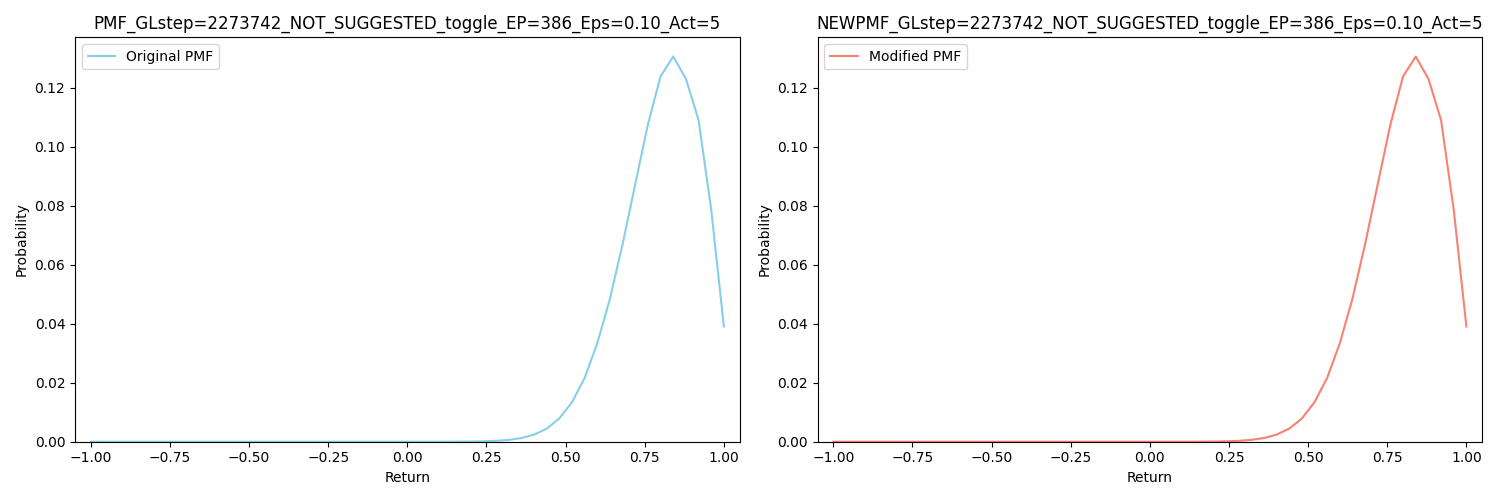 PMF_GLstep=2273742_NOT_SUGGESTED_toggle_EP=386_Eps=0.10_Act=5
Original PMF
0.12
0.10
0.08
0.06
0.04
0.02
0.00
Probability
−1.00 −0.75 −0.50 −0.25 0.00 0.25 0.50 0.75 1.00
Return
NEWPMF_GLstep=2273742_NOT_SUGGESTED_toggle_EP=386_Eps=0.10_Act=5
Modified PMF
0.12
0.10
0.08
0.06
0.04
0.02
0.00
Probability
−1.00 −0.75 −0.50 −0.25 0.00 0.25 0.50 0.75 1.00
Return